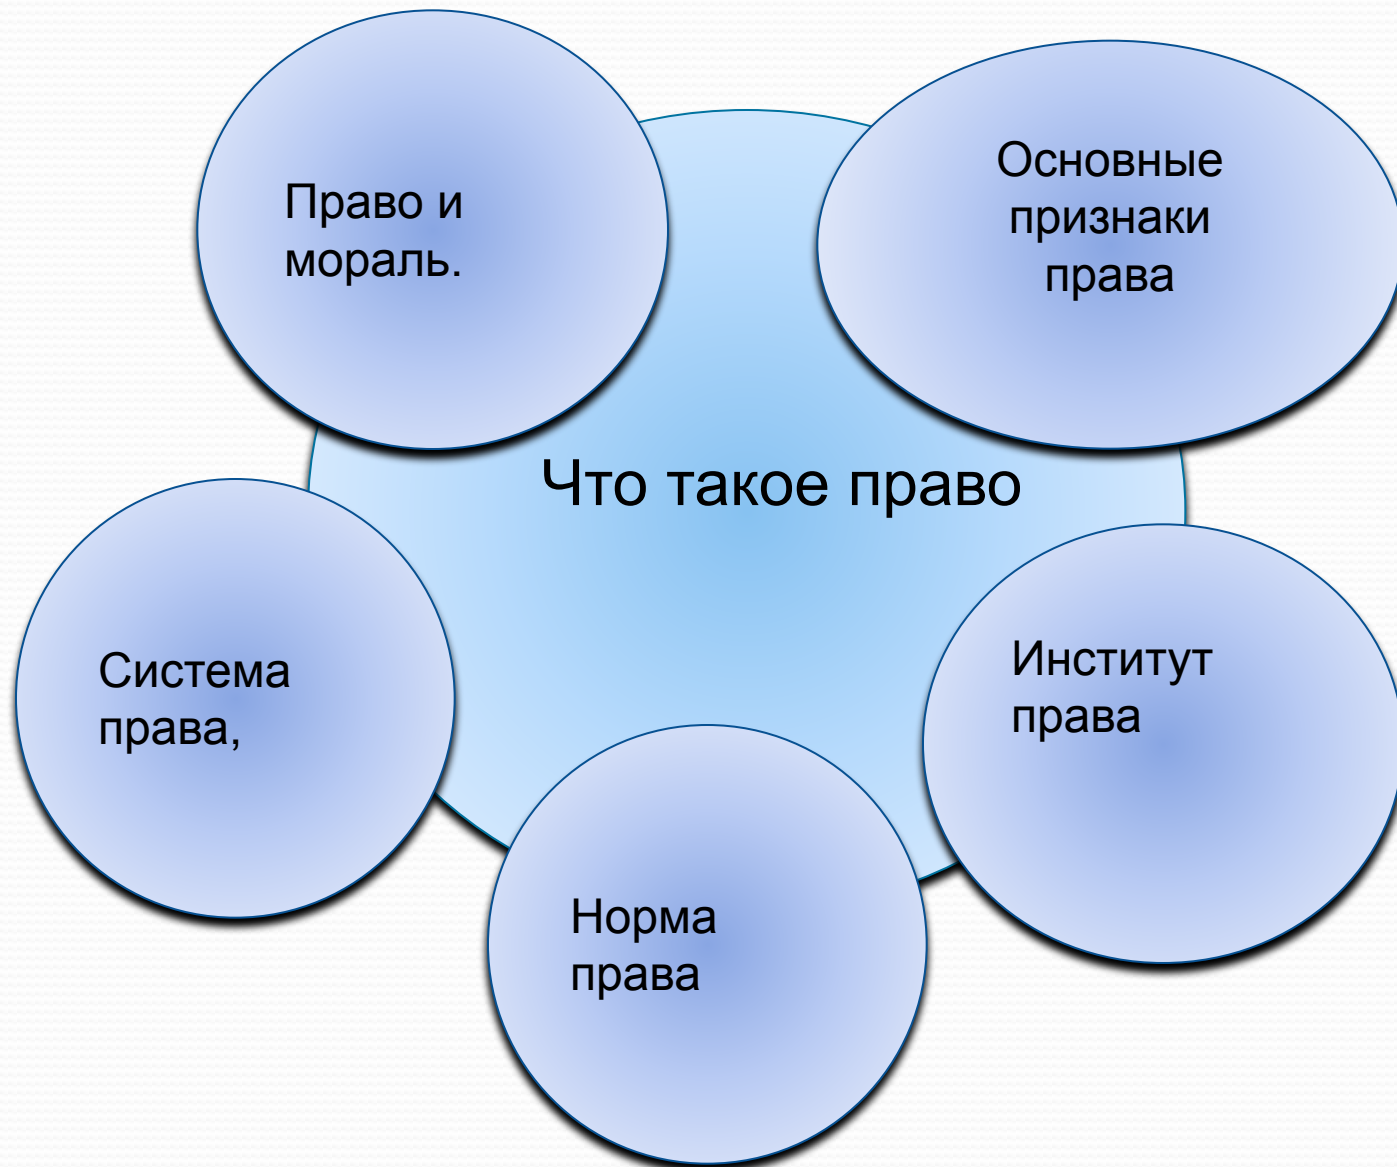 Право и
мораль.
Основные
признаки
права
Что такое право
Система
права,
Институт
права
Норма
права